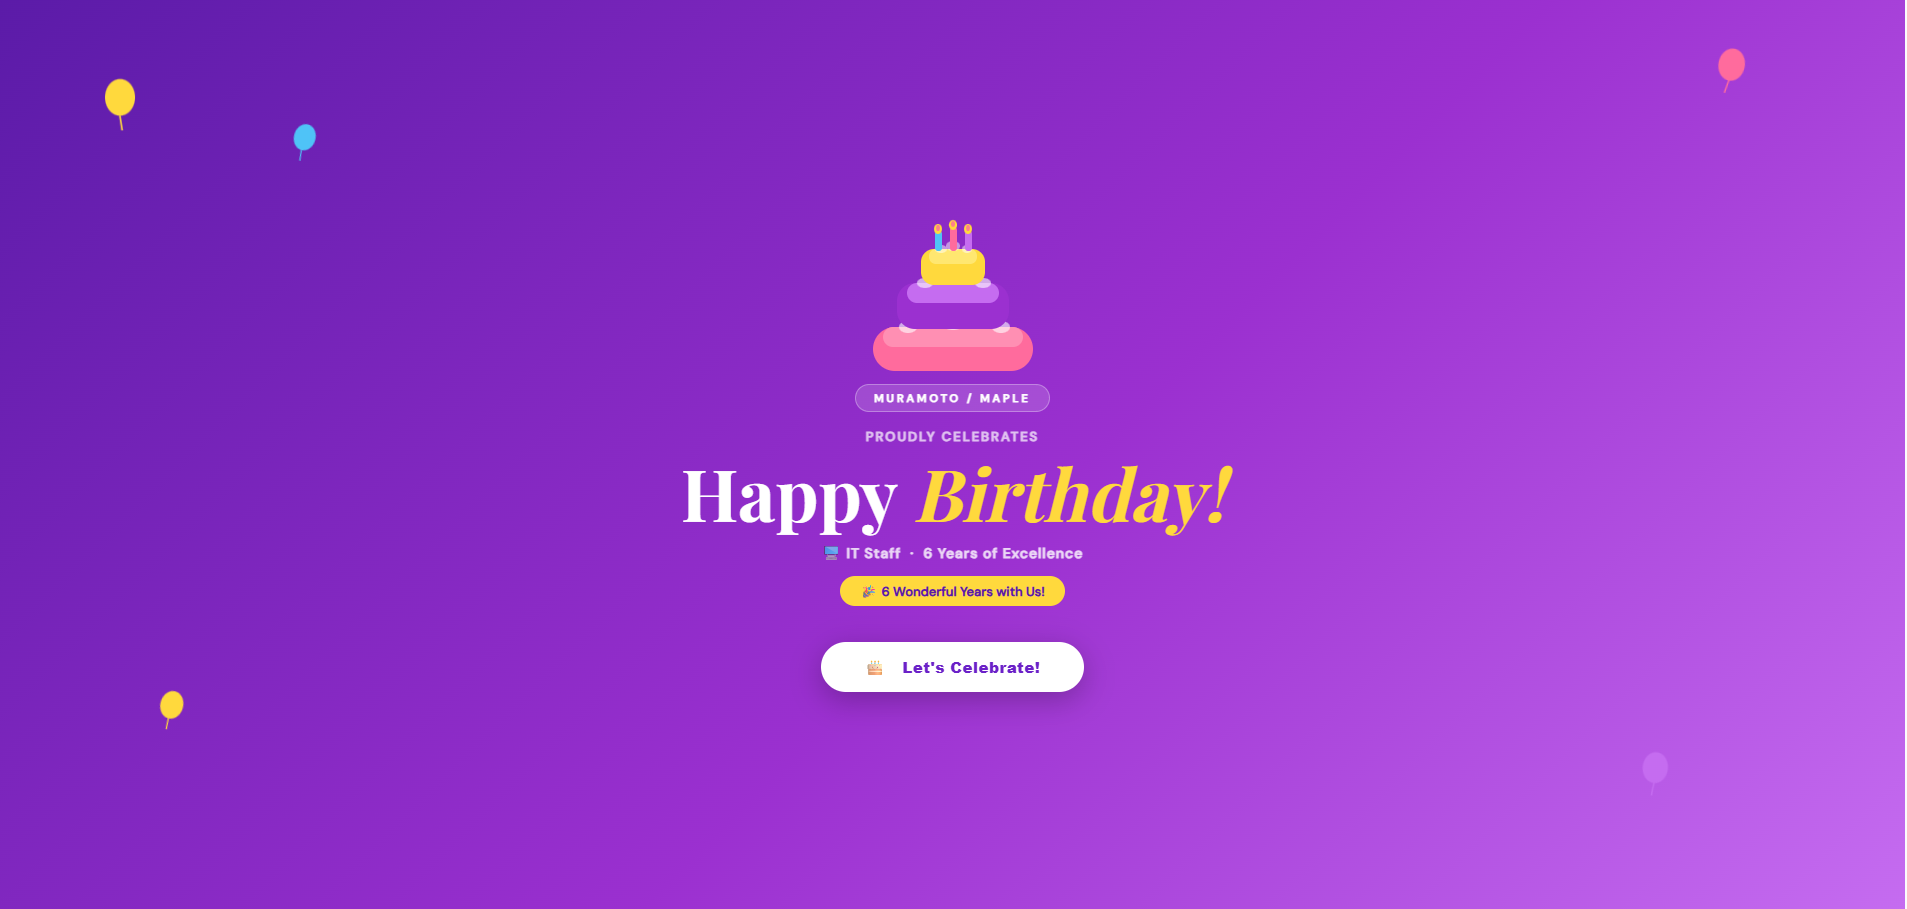 MURAMOTO / MAPLE
PROUDLY CELEBRATES
Happy Birthday!
🖥️ IT Staff · 6 Years of Excellence
🎉 6 Wonderful Years with Us!
🎂 Let's Celebrate!